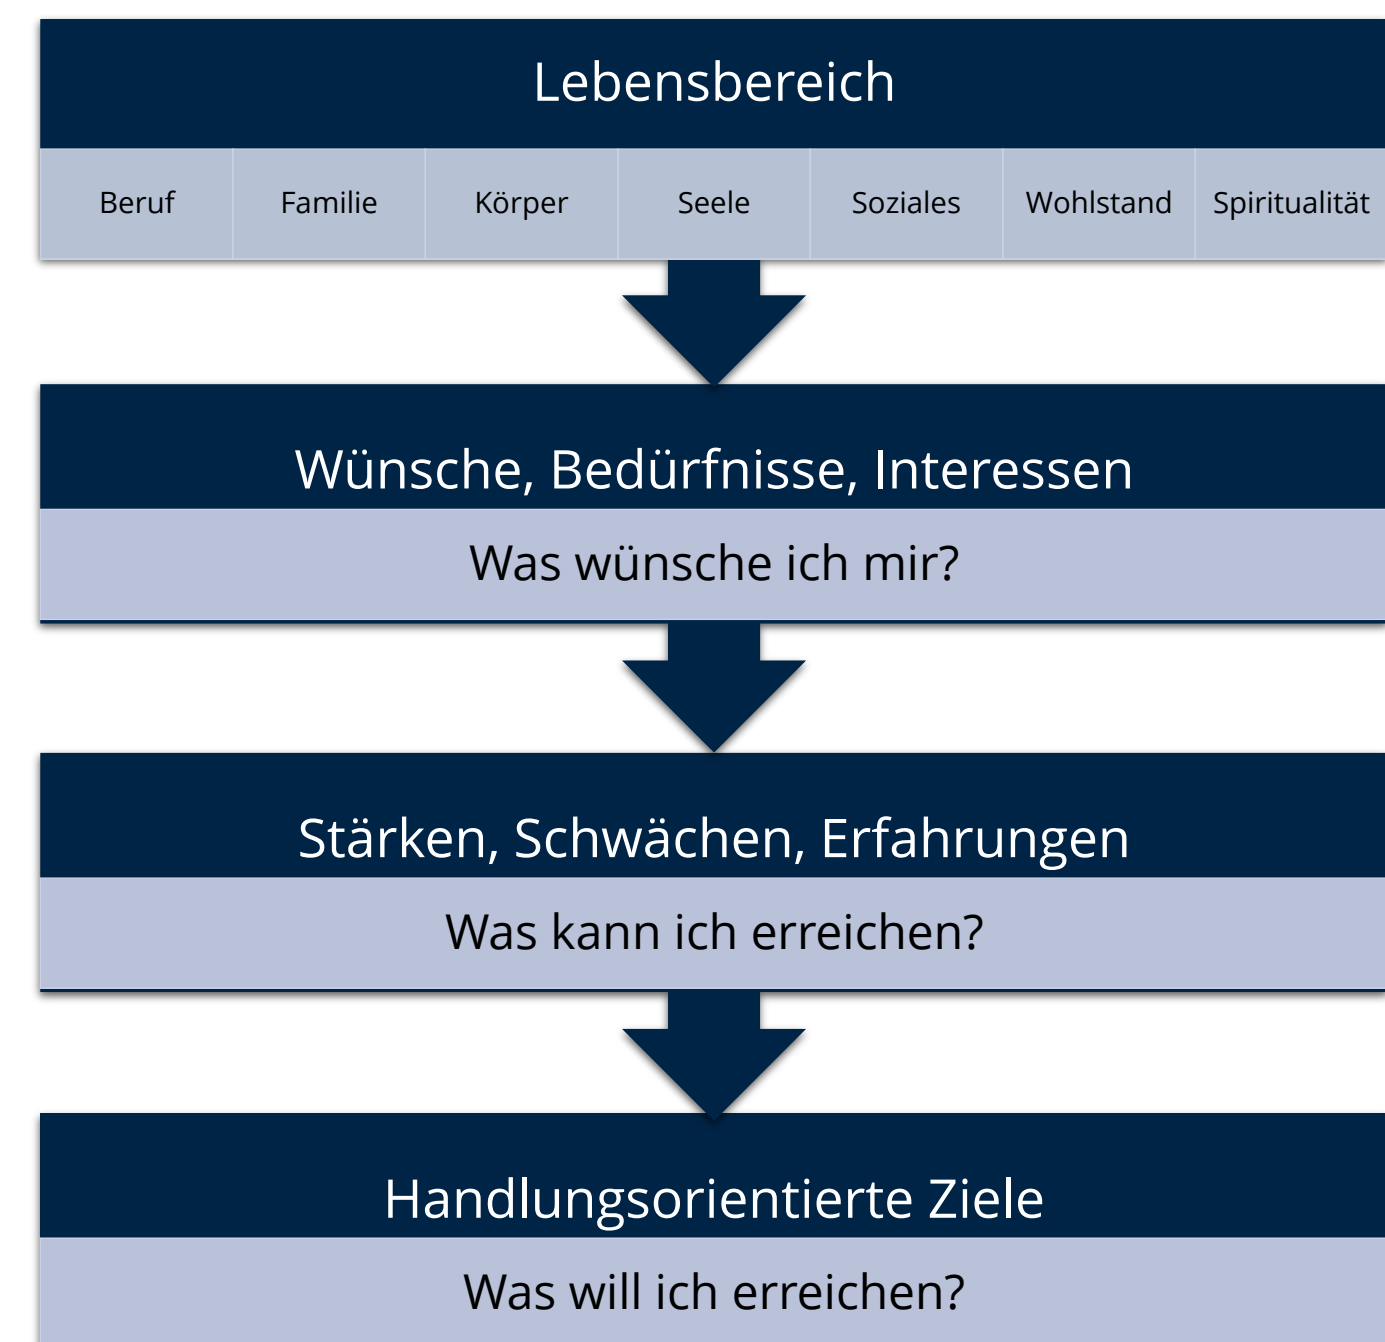 Lebensbereich
Beruf Familie Körper Seele Soziales Wohlstand Spiritualität
Wünsche, Bedürfnisse, Interessen
Was wünsche ich mir?
Stärken, Schwächen, Erfahrungen
Was kann ich erreichen?
Handlungsorientierte Ziele
Was will ich erreichen?